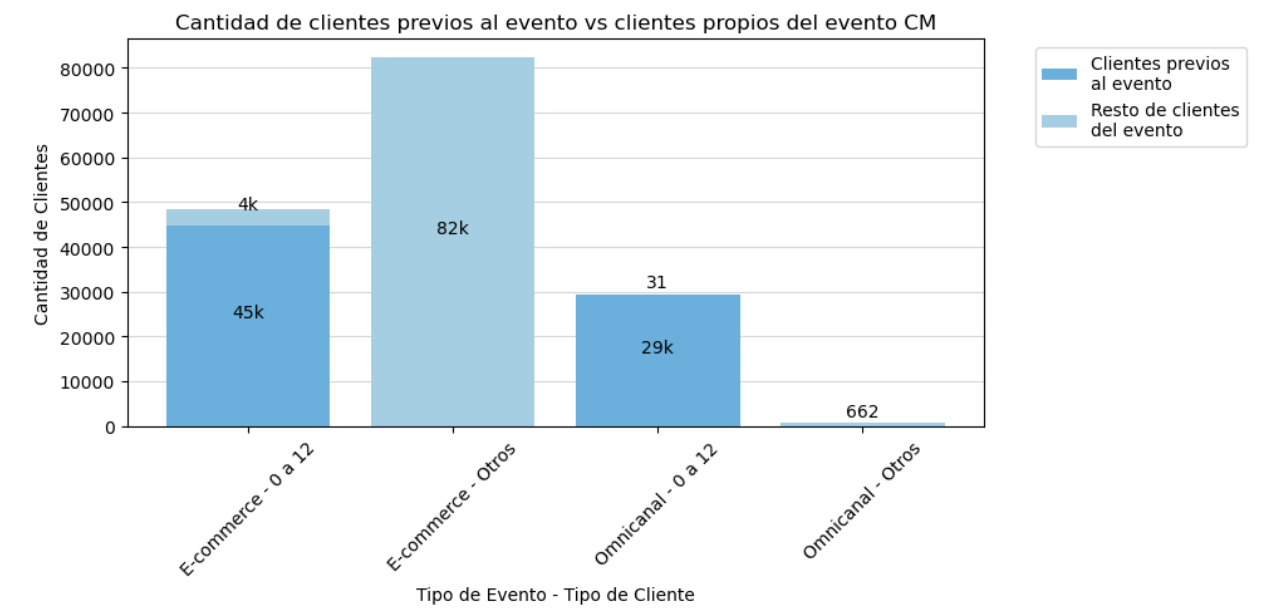 Cantidad de clientes previos al evento vs clientes propios del evento CM
Clientes previos
al evento
Resto de clientes
del evento
Cantidad de Clientes
80000
70000
60000
50000
40000
30000
20000
10000
0
4k
45k
82k
31
29k
662
E-commerce - 0 a 12
E-commerce - Otros
Omnicanal - 0 a 12
Omnicanal - Otros
Tipo de Evento - Tipo de Cliente